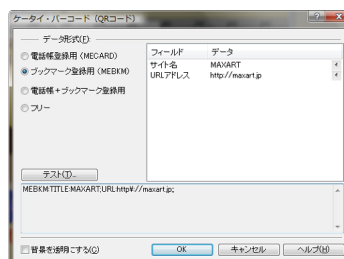 ケータイ・バーコード（QRコード）
データ形式(F)
電話帳登録用（MECARD）
ブックマーク登録用（MEBKM）
電話帳＋ブックマーク登録用
フリー
フィールド データ
サイト名 MAXART
URLアドレス http://maxart.jp
テスト(T)...
MEBKM:TITLE:MAXART;URL:http¥://maxart.jp;
背景を透明にする(C)
OK キャンセル ヘルプ(H)